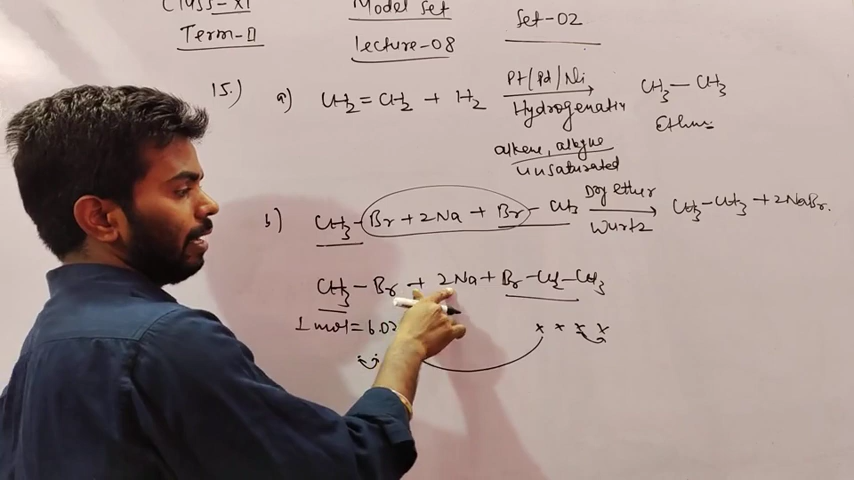 Class-XI Model Set Set-02
Term-II Lecture-08
15.) a) CH2=CH2 + H2 Pt/Pd/Ni → CH3-CH3
Hydrogenation Ethane
alkene, alkyne
unsaturated
b) CH3-Br + 2Na + Br-CH3 Dry ether → CH3-CH3 + 2NaBr.
Wurtz
CH3-Br + 2Na + Br-CH2-CH3
1 mol = 6.02 x x x x